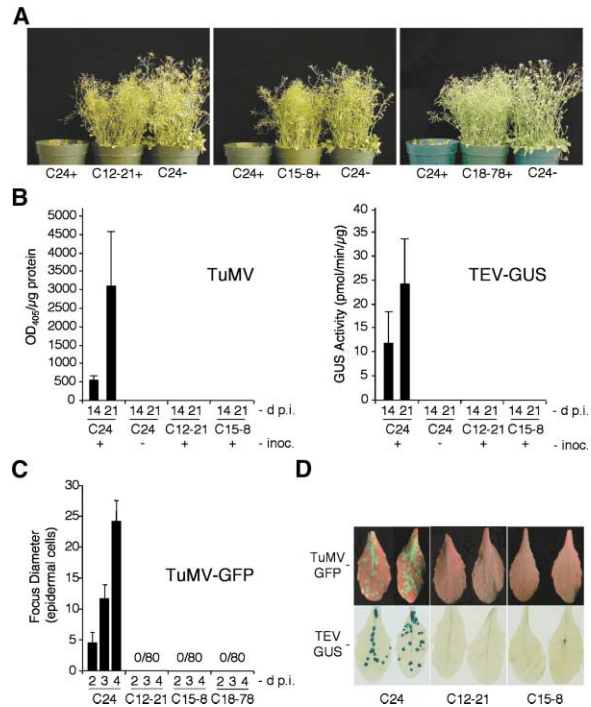 A
C24+ C12-21+ C24-
C24+ C15-8+ C24-
C24+ C18-78+ C24-
B
OD405/µg protein
5000
4500
4000
3500
3000
2500
2000
1500
1000
500
0
TuMV
14 21 14 21 14 21 14 21 - d p.i.
C24 C24 C12-21 C15-8
+ - + + - inoc.
GUS Activity (pmol/min/µg)
40
35
30
25
20
15
10
5
0
TEV-GUS
14 21 14 21 14 21 14 21 - d p.i.
C24 C24 C12-21 C15-8
+ - + + - inoc.
C
Focus Diameter
(epidermal cells)
30
25
20
15
10
5
0
TuMV-GFP
0/80 0/80 0/80
2 3 4 2 3 4 2 3 4 2 3 4 - d p.i.
C24 C12-21 C15-8 C18-78
D
TuMV
GFP -
TEV
GUS -
C24 C12-21 C15-8